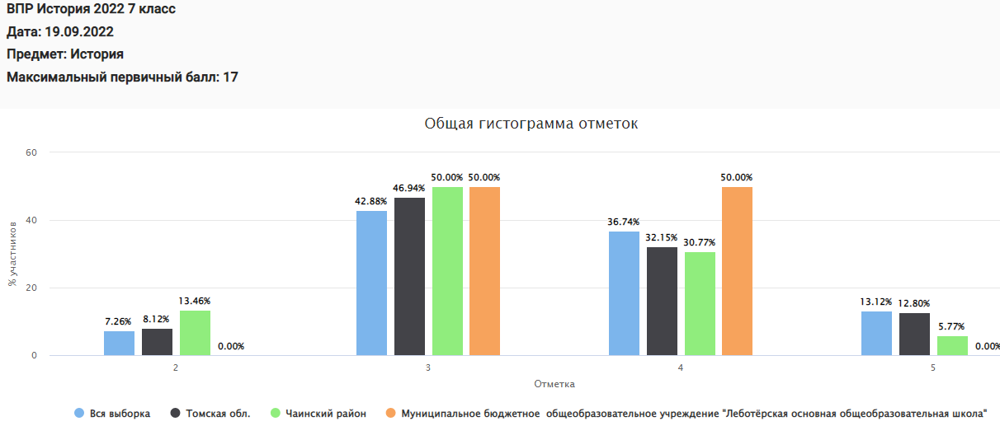 ВПР История 2022 7 класс
Дата: 19.09.2022
Предмет: История
Максимальный первичный балл: 17
Общая гистограмма отметок
% участников
60
40
20
0
7.26% 8.12% 13.46% 0.00%
42.88% 46.94% 50.00% 50.00%
36.74% 32.15% 30.77% 50.00%
13.12% 12.80% 5.77% 0.00%
2 3 4 5
Отметка
Вся выборка Томская обл. Чаинский район Муниципальное бюджетное общеобразовательное учреждение "Леботёрская основная общеобразовательная школа"